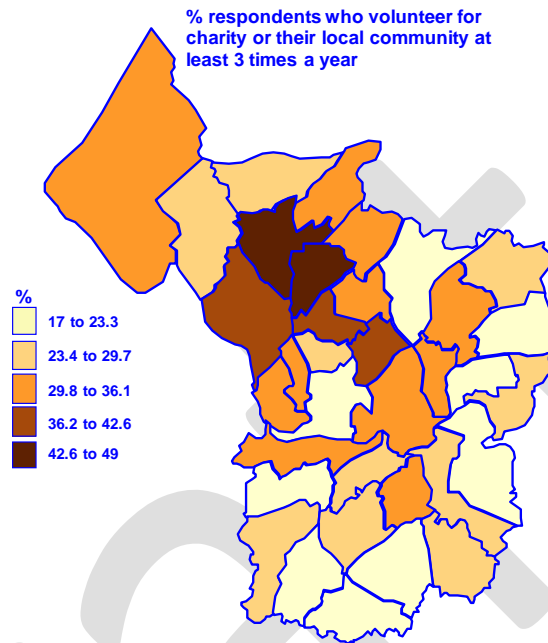 % respondents who volunteer for
charity or their local community at
least 3 times a year
%
17 to 23.3
23.4 to 29.7
29.8 to 36.1
36.2 to 42.6
42.6 to 49